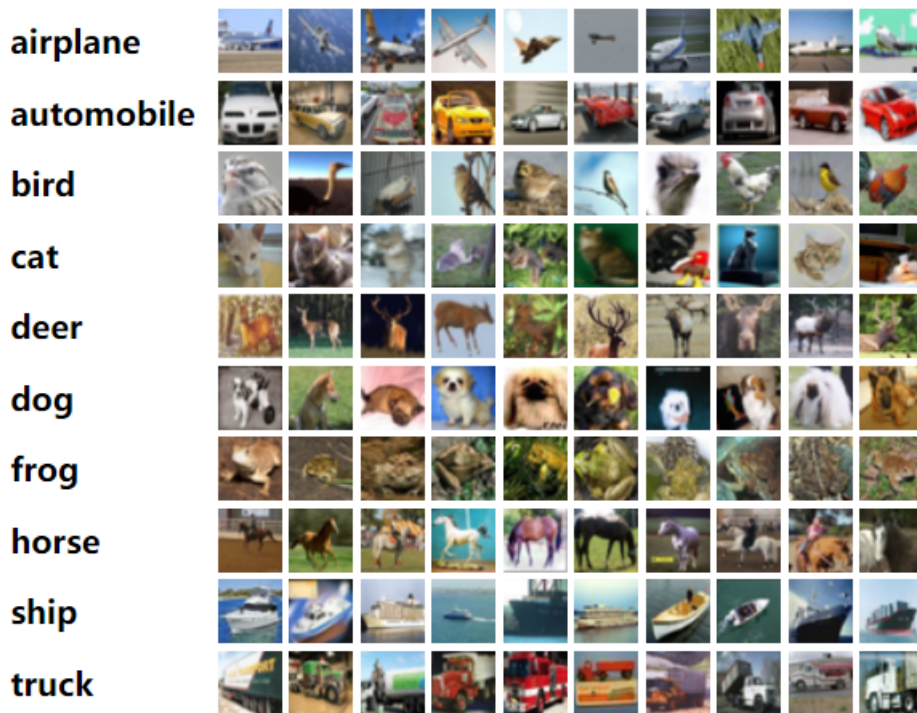 airplane
automobile
bird
cat
deer
dog
frog
horse
ship
truck